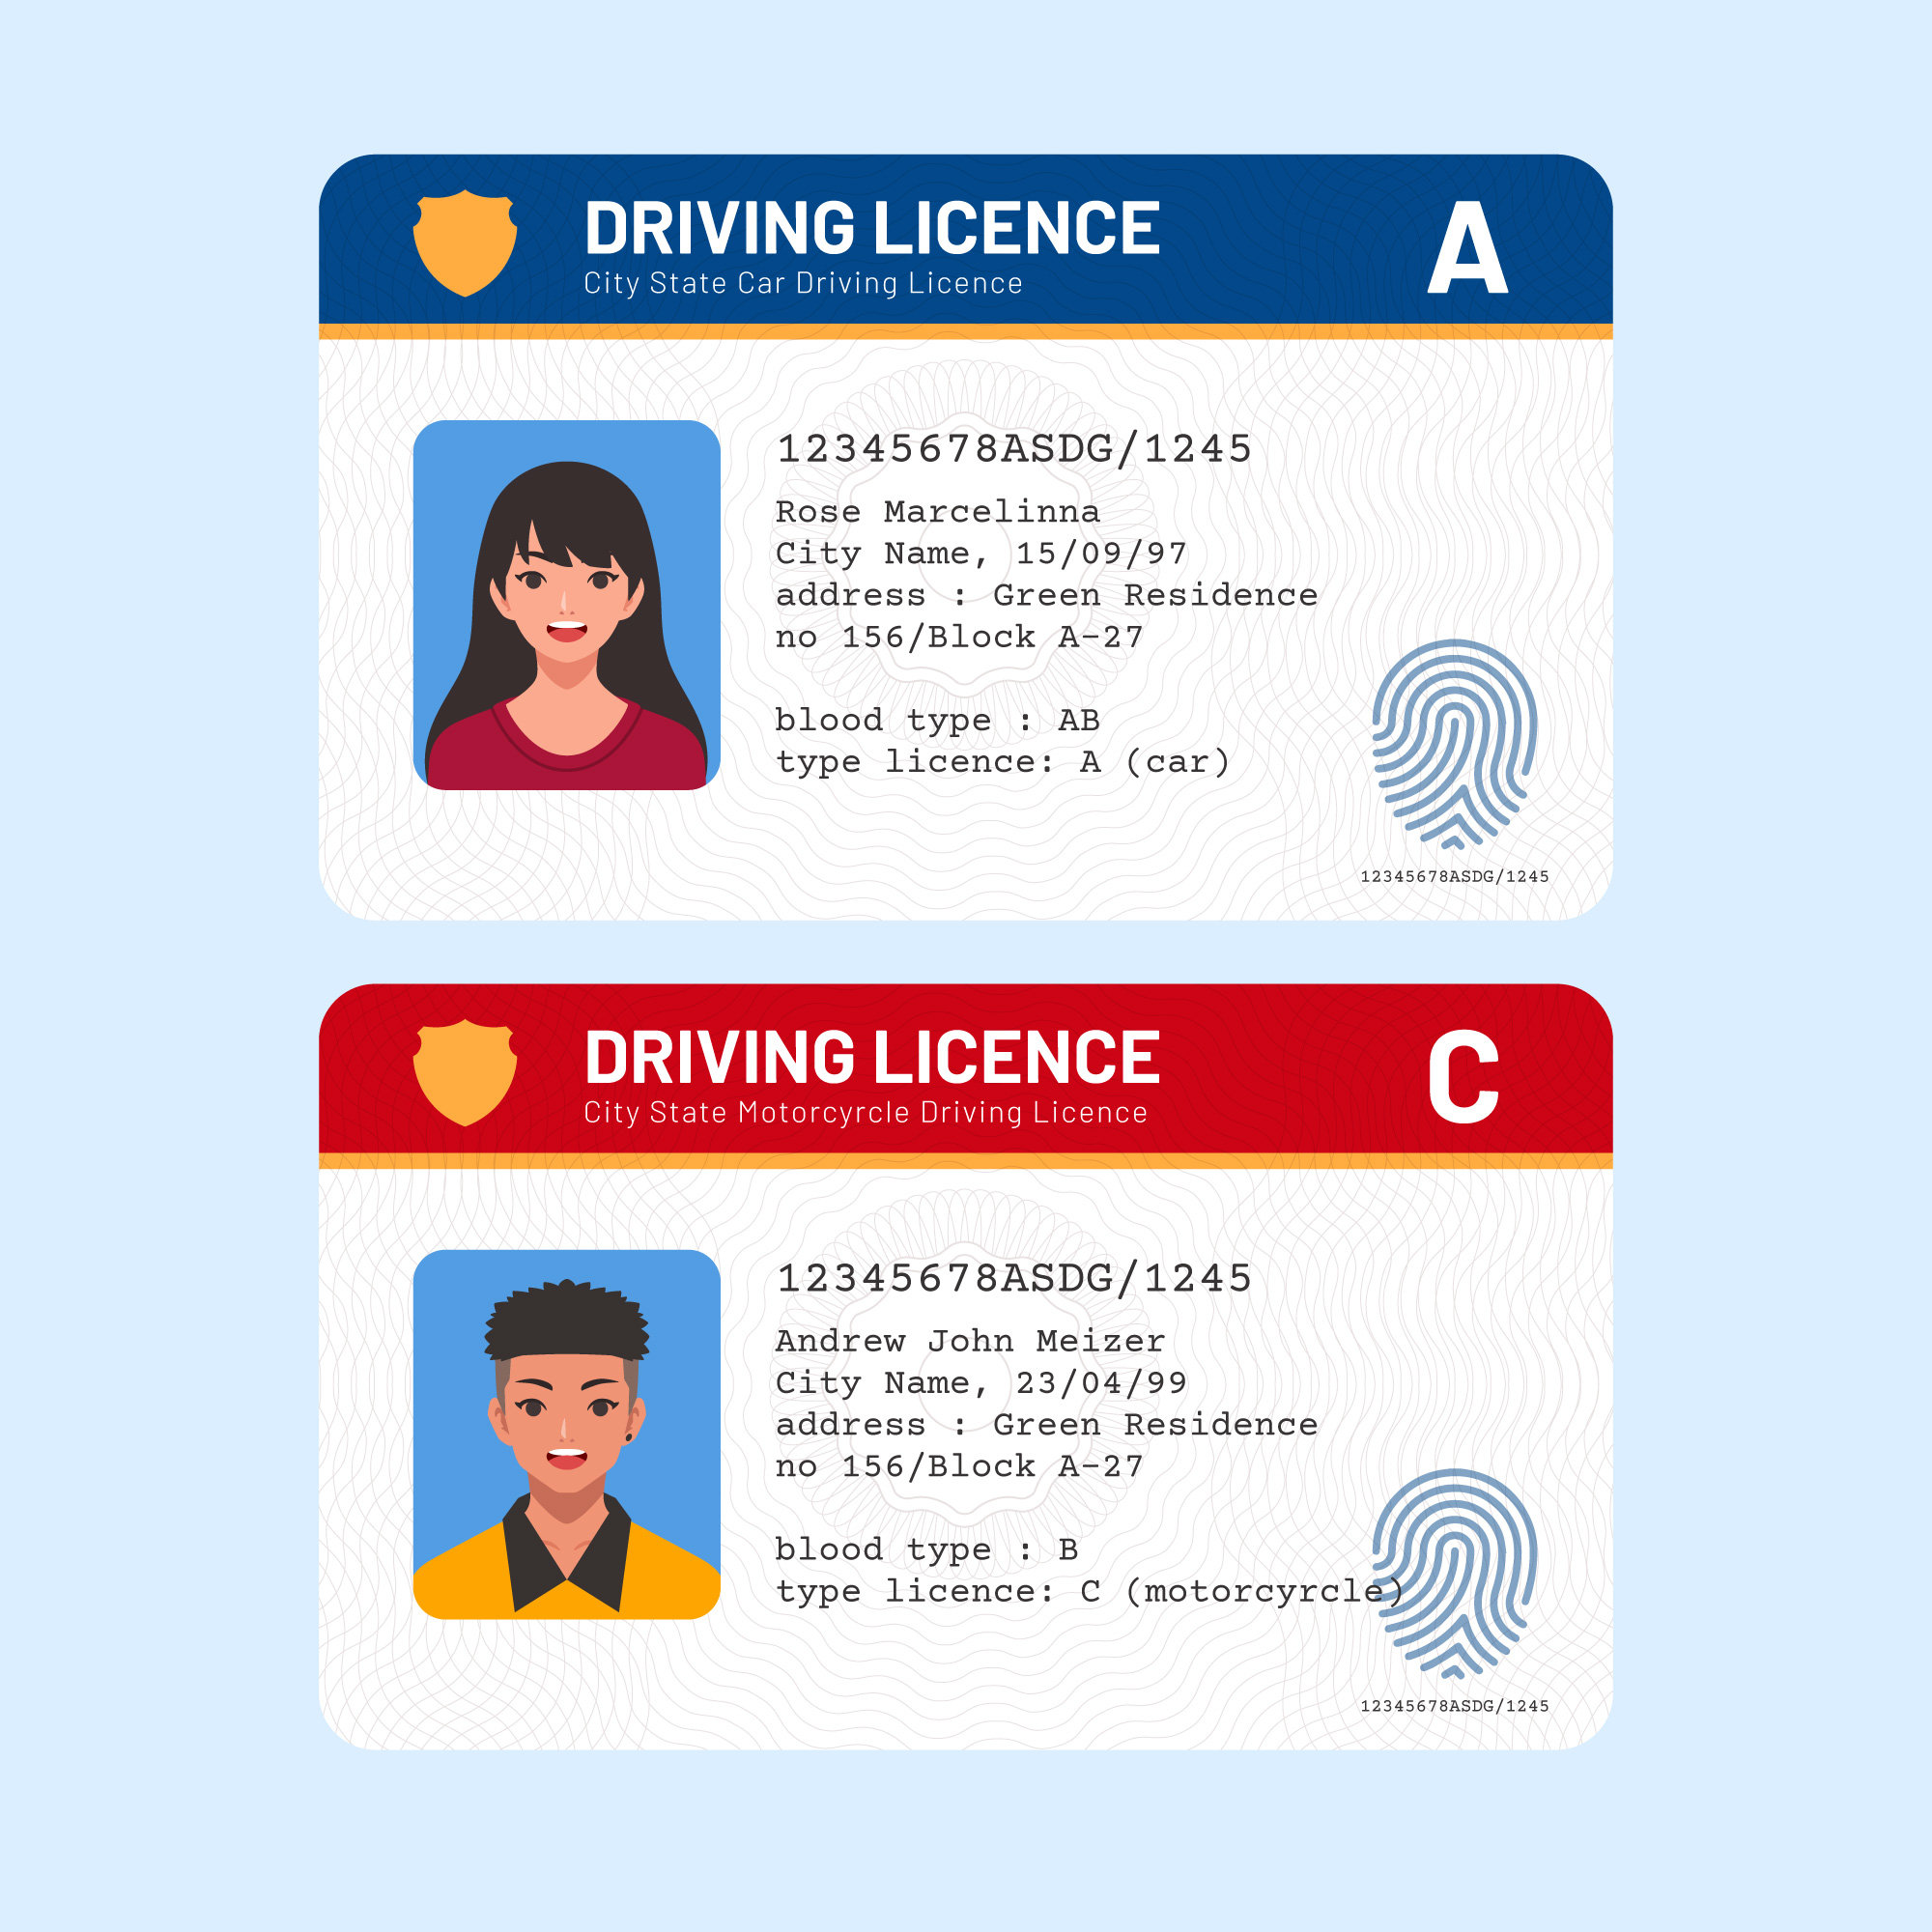 DRIVING LICENCE
City State Car Driving Licence
A
12345678ASDG/1245
Rose Marcelinna
City Name, 15/09/97
address : Green Residence
no 156/Block A-27
blood type : AB
type licence: A (car)
12345678ASDG/1245
DRIVING LICENCE
City State Motorcyrcle Driving Licence
C
12345678ASDG/1245
Andrew John Meizer
City Name, 23/04/99
address : Green Residence
no 156/Block A-27
blood type : B
type licence: C (motorcyrcle)
12345678ASDG/1245